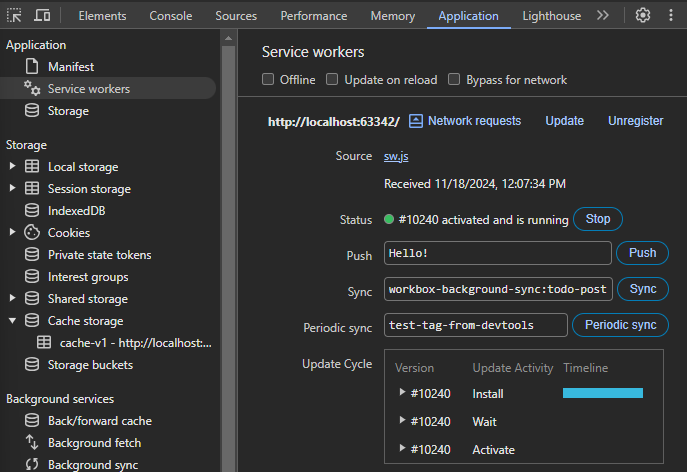 Elements Console Sources Performance Memory Application Lighthouse
Application
Manifest
Service workers
Storage
Storage
Local storage
Session storage
IndexedDB
Cookies
Private state tokens
Interest groups
Shared storage
Cache storage
cache-v1 - http://localhost:...
Storage buckets
Background services
Back/forward cache
Background fetch
Background sync
Service workers
Offline Update on reload Bypass for network
http://localhost:63342/ Network requests Update Unregister
Source sw.js
Received 11/18/2024, 12:07:34 PM
Status #10240 activated and is running Stop
Push Hello! Push
Sync workbox-background-sync:todo-post Sync
Periodic sync test-tag-from-devtools Periodic sync
Update Cycle Version Update Activity Timeline
#10240 Install
#10240 Wait
#10240 Activate